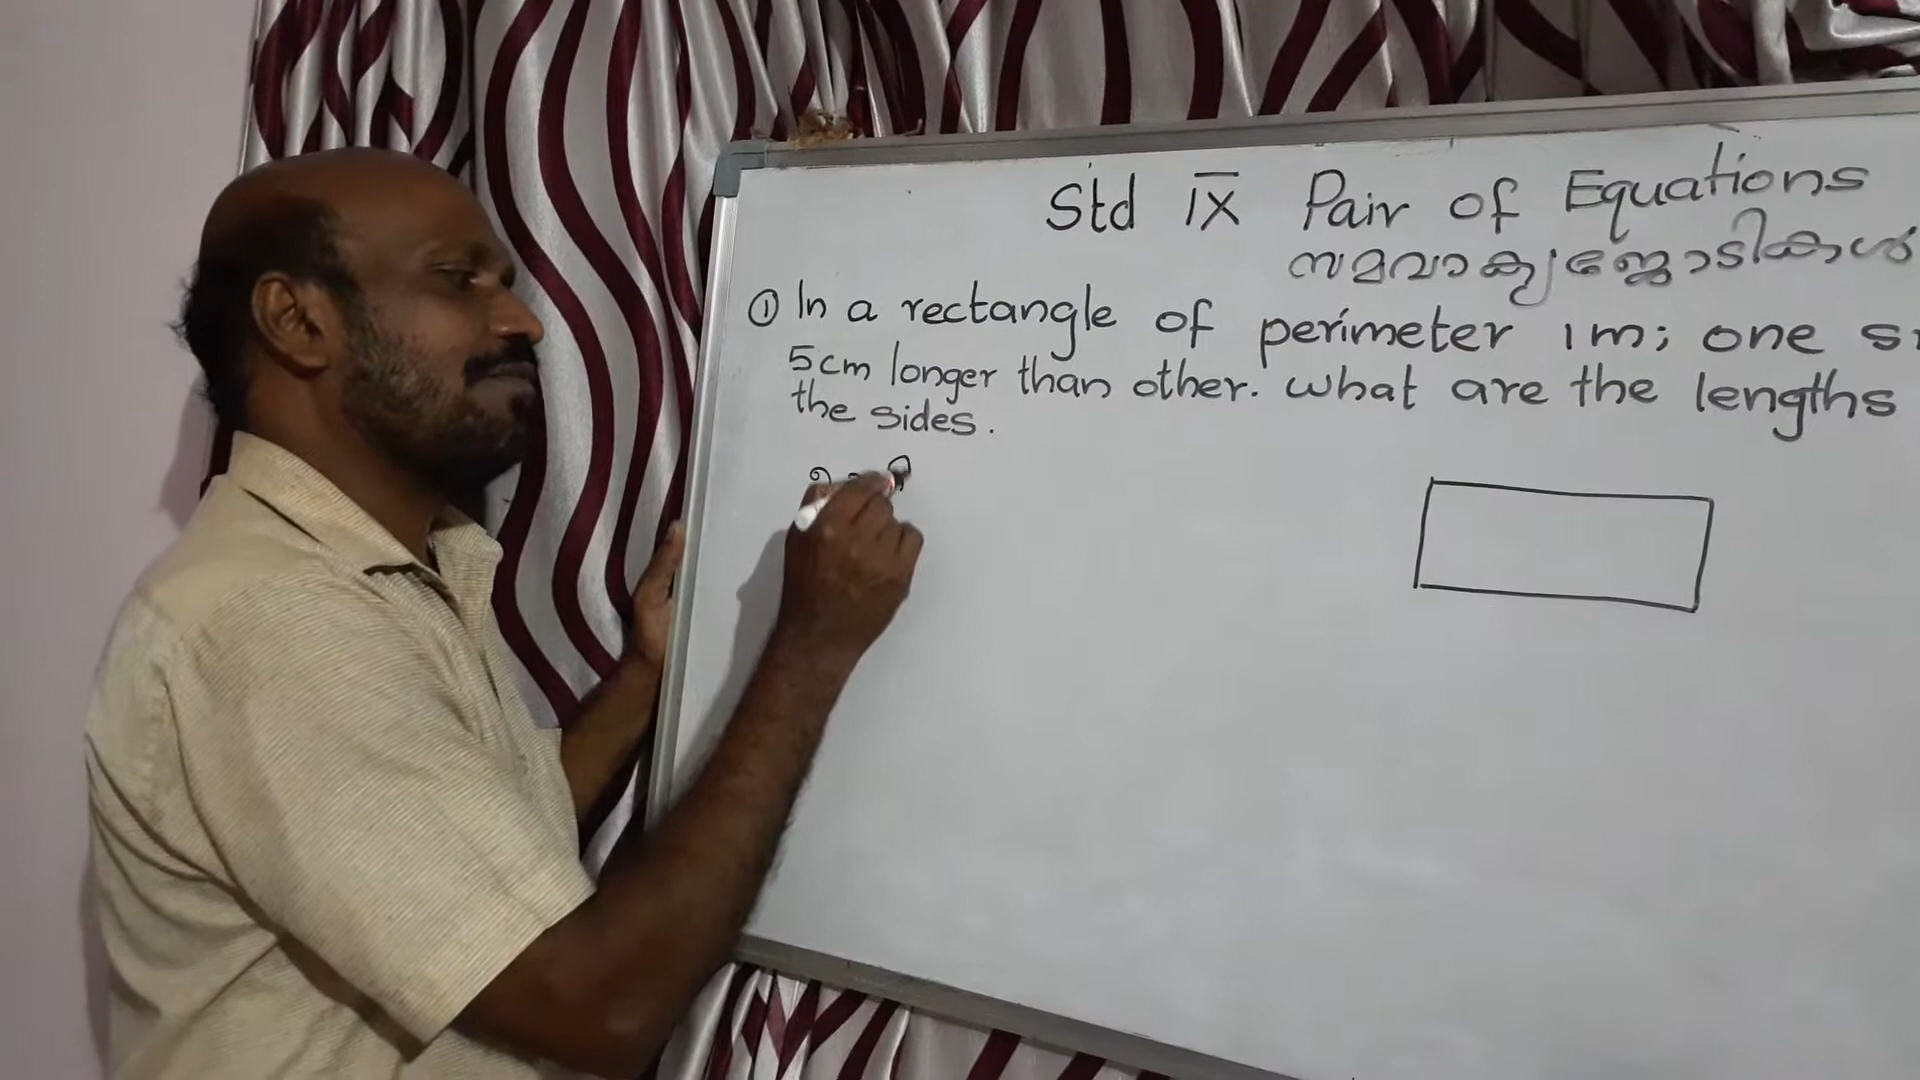 Std IX Pair of Equations
സമവാക്യജോടികൾ
① In a rectangle of perimeter 1m; one
5cm longer than other. what are the lengths
the sides.